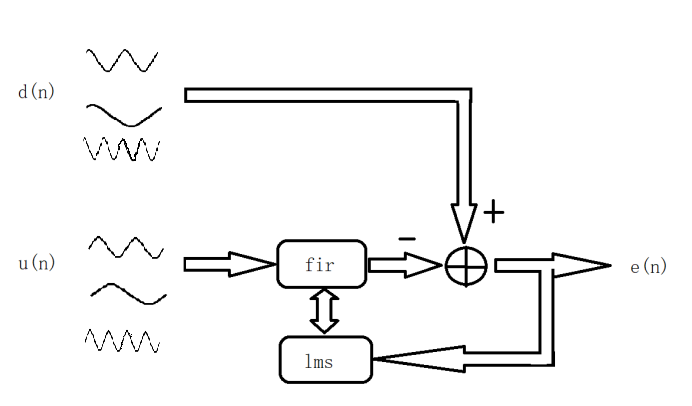 d(n)
+
−
u(n)
fir
e(n)
lms